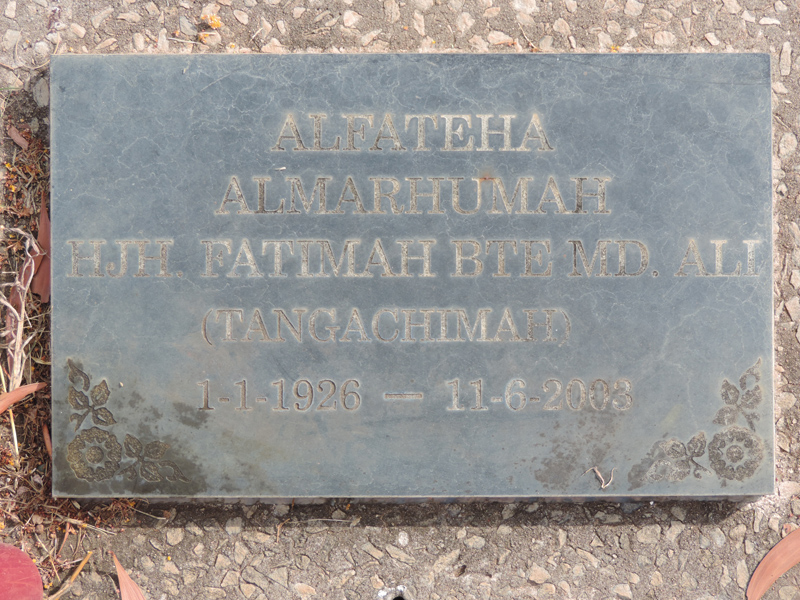 ALFATEHA
ALMARHUMAH
HJH. FATIMAH BTE MD. ALI
(TANGACHIMAH)
1-1-1926 — 11-6-2003